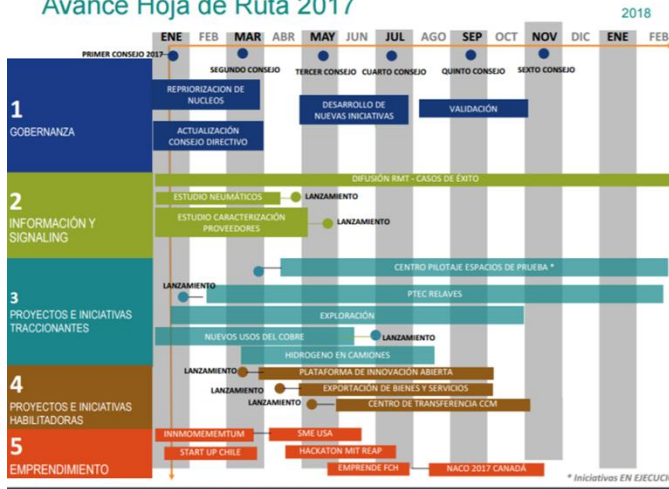 Avance Hoja de Ruta 2017
2018
ENE FEB MAR ABR MAY JUN JUL AGO SEP OCT NOV DIC ENE FEB
PRIMER CONSEJO 2017
SEGUNDO CONSEJO
TERCER CONSEJO
CUARTO CONSEJO
QUINTO CONSEJO
SEXTO CONSEJO
1
GOBERNANZA
REPRIORIZACION DE
NUCLEOS
ACTUALIZACIÓN
CONSEJO DIRECTIVO
DESARROLLO DE
NUEVAS INICIATIVAS
VALIDACIÓN
2
INFORMACIÓN Y
SIGNALING
DIFUSIÓN RMT - CASOS DE ÉXITO
ESTUDIO NEUMÁTICOS
LANZAMIENTO
ESTUDIO CARACTERIZACIÓN
PROVEEDORES
LANZAMIENTO
3
PROYECTOS E INICIATIVAS
TRACCIONANTES
CENTRO PILOTAJE ESPACIOS DE PRUEBA *
LANZAMIENTO
PTEC RELAVES
EXPLORACIÓN
NUEVOS USOS DEL COBRE
LANZAMIENTO
HIDROGENO EN CAMIONES
4
PROYECTOS E INICIATIVAS
HABILITADORAS
LANZAMIENTO
PLATAFORMA DE INNOVACIÓN ABIERTA
LANZAMIENTO
EXPORTACIÓN DE BIENES Y SERVICIOS
LANZAMIENTO
CENTRO DE TRANSFERENCIA CCM
5
EMPRENDIMIENTO
INNMOMEMEMTUM
SME USA
START UP CHILE
HACKATON MIT REAP
EMPRENDE FCH
NACO 2017 CANADÁ
* Iniciativas EN EJECUCI